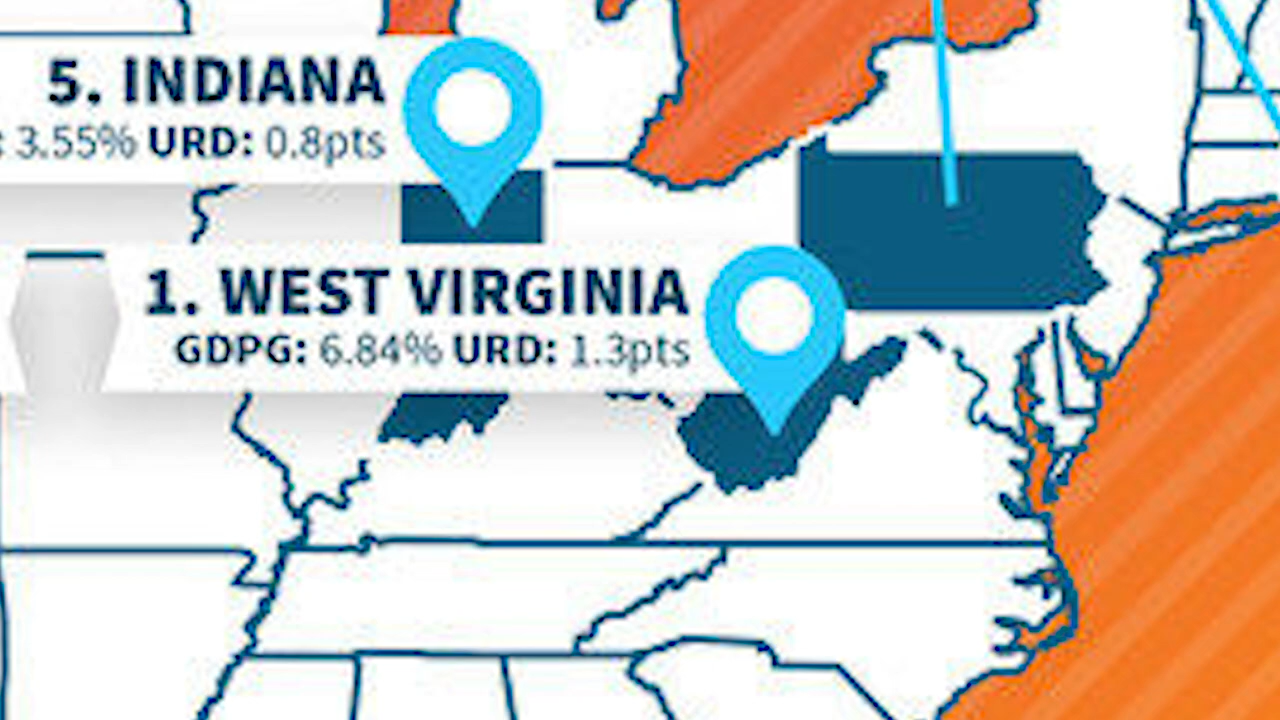 5. INDIANA
: 3.55% URD: 0.8pts
1. WEST VIRGINIA
GDPG: 6.84% URD: 1.3pts